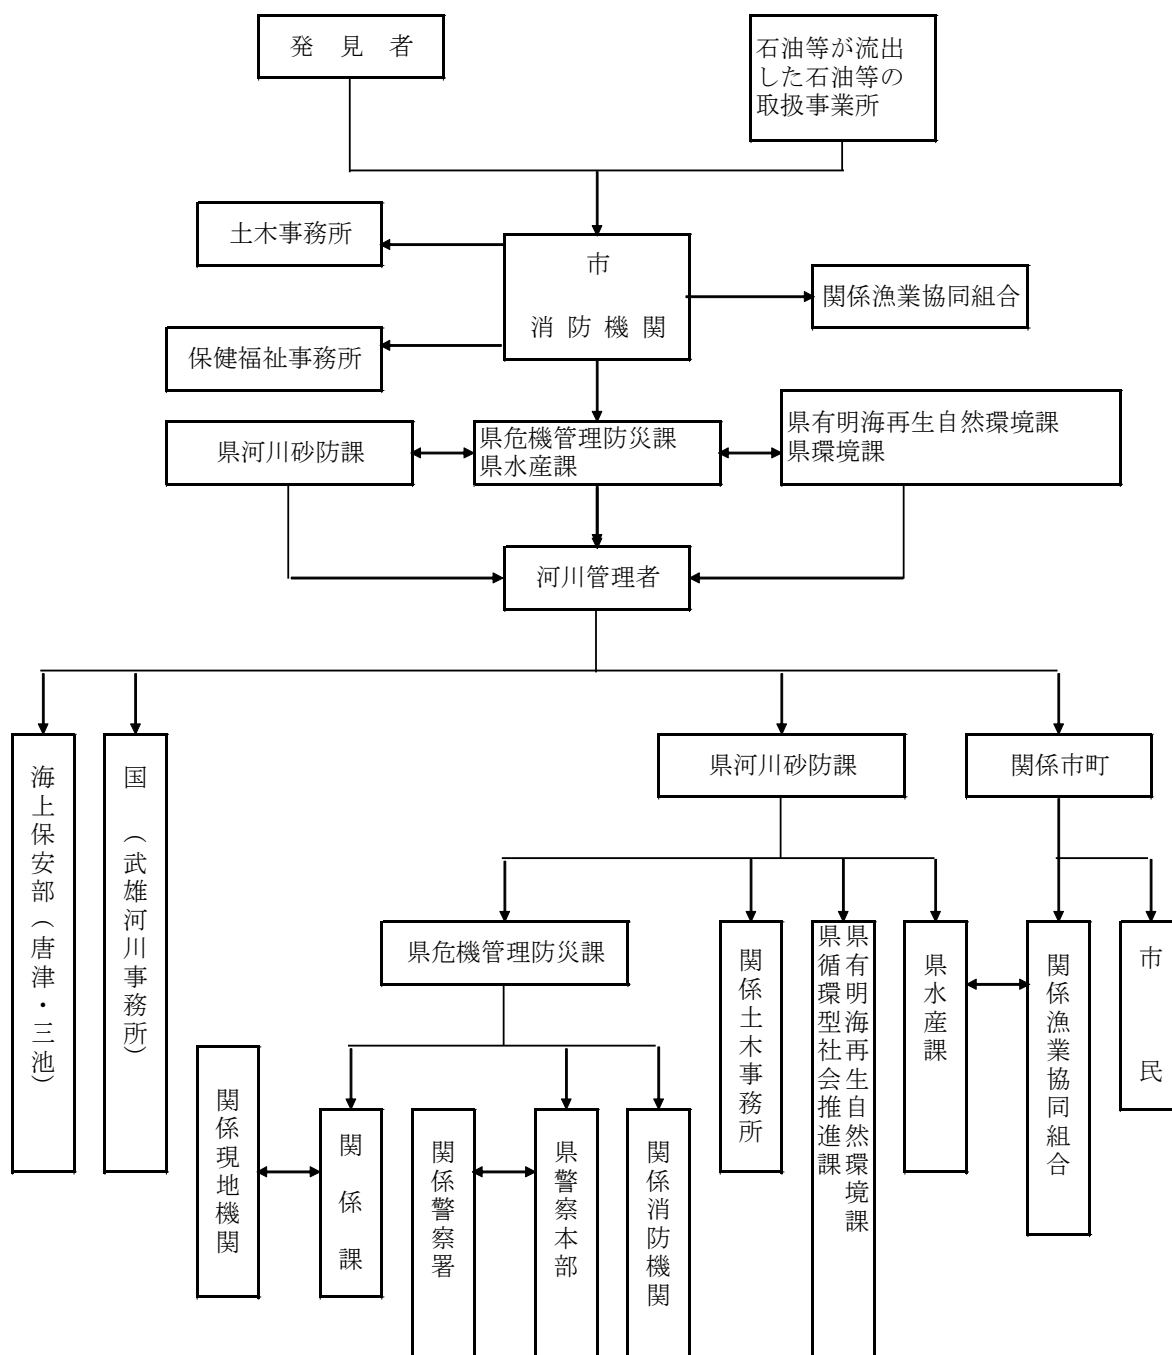 発見者
石油等が流出
した石油等の
取扱事業所
土木事務所
市
消防機関
関係漁業協同組合
保健福祉事務所
県河川砂防課
県危機管理防災課
県水産課
県有明海再生自然環境課
県環境課
河川管理者
海上保安部（唐津・三池）
国（武雄河川事務所）
県河川砂防課
関係市町
県危機管理防災課
関係土木事務所
県有明海再生自然環境課
県循環型社会推進課
県水産課
関係漁業協同組合
市民
関係現地機関
関係課
関係警察署
県警察本部
関係消防機関